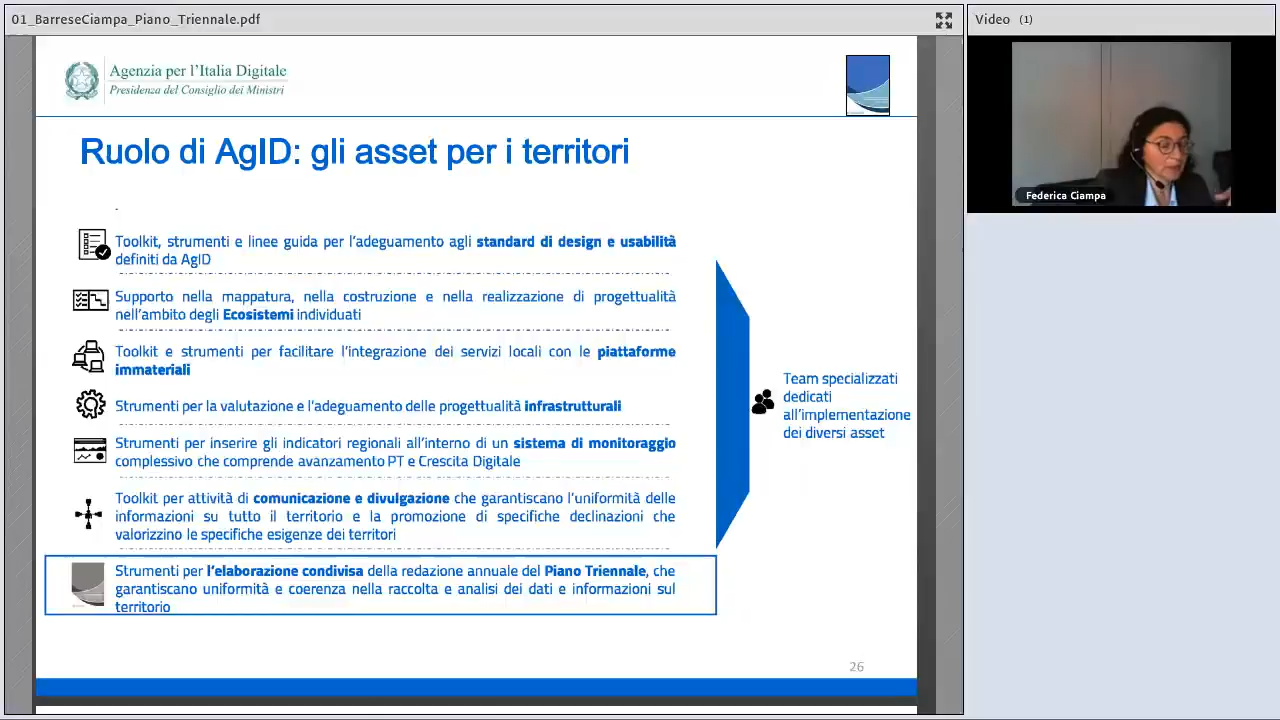 01_BarreseCiampa_Piano_Triennale.pdf
Video (1)
Agenzia per l'Italia Digitale
Presidenza del Consiglio dei Ministri
Federica Ciampa
Ruolo di AgID: gli asset per i territori
Toolkit, strumenti e linee guida per l'adeguamento agli standard di design e usabilità
definiti da AgID
Supporto nella mappatura, nella costruzione e nella realizzazione di progettualità
nell'ambito degli Ecosistemi individuati
Toolkit e strumenti per facilitare l'integrazione dei servizi locali con le piattaforme
immateriali
Strumenti per la valutazione e l'adeguamento delle progettualità infrastrutturali
Strumenti per inserire gli indicatori regionali all'interno di un sistema di monitoraggio
complessivo che comprende avanzamento PT e Crescita Digitale
Toolkit per attività di comunicazione e divulgazione che garantiscano l'uniformità delle
informazioni su tutto il territorio e la promozione di specifiche declinazioni che
valorizzino le specifiche esigenze dei territori
Strumenti per l'elaborazione condivisa della redazione annuale del Piano Triennale, che
garantiscano uniformità e coerenza nella raccolta e analisi dei dati e informazioni sul
territorio
Team specializzati
dedicati
all'implementazione
dei diversi asset
26